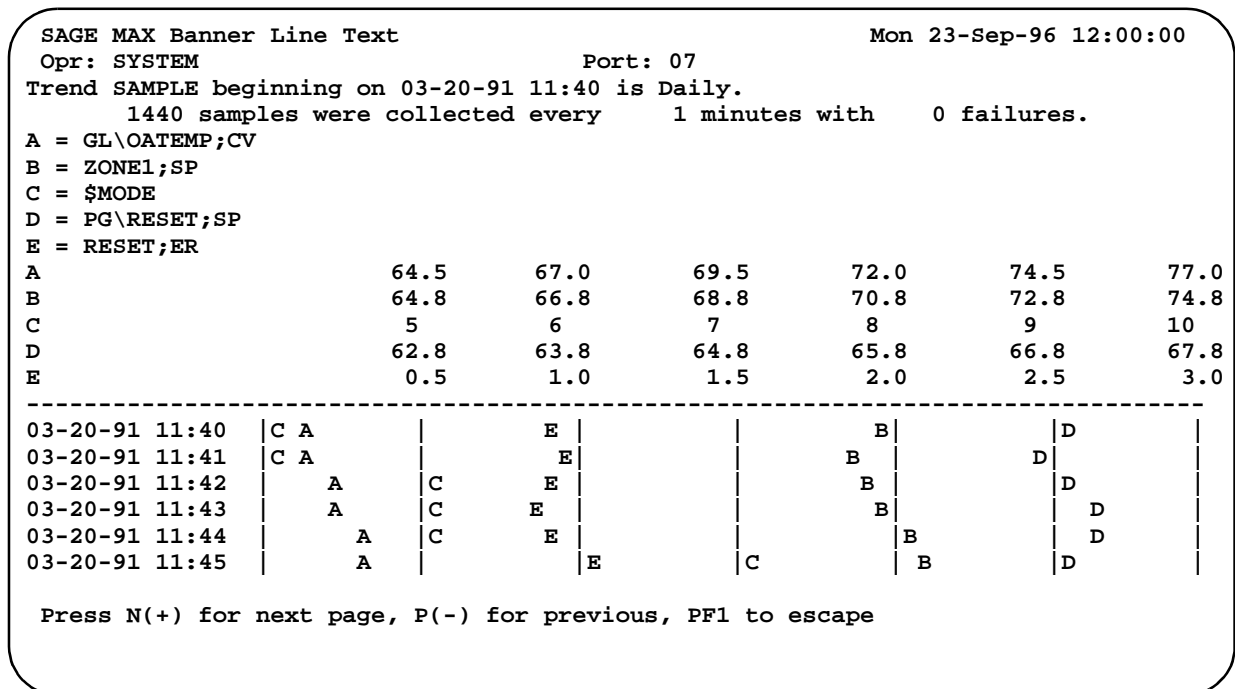 SAGE MAX Banner Line Text                                 Mon 23-Sep-96 12:00:00
 Opr: SYSTEM                           Port: 07
Trend SAMPLE beginning on 03-20-91 11:40 is Daily.
       1440 samples were collected every     1 minutes with    0 failures.
A = GL\OATEMP;CV
B = ZONE1;SP
C = $MODE
D = PG\RESET;SP
E = RESET;ER
A                        64.5      67.0       69.5       72.0       74.5       77.0
B                        64.8      66.8       68.8       70.8       72.8       74.8
C                         5         6          7          8          9         10
D                        62.8      63.8       64.8       65.8       66.8       67.8
E                         0.5       1.0        1.5        2.0        2.5        3.0
----------------------------------------------------------------------------------
03-20-91 11:40  |C A       |        E |          |         B|          |D        |
03-20-91 11:41  |C A       |         E|          |       B  |         D|         |
03-20-91 11:42  |    A     |C       E |          |        B |          |D        |
03-20-91 11:43  |    A     |C      E  |          |         B|          |  D      |
03-20-91 11:44  |      A   |C       E |          |          |B         |  D      |
03-20-91 11:45  |      A   |          |E         |C         | B        |D        |
 Press N(+) for next page, P(-) for previous, PF1 to escape